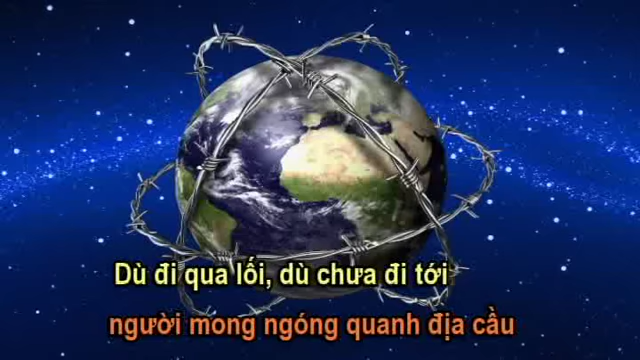 Dù đi qua lối, dù chưa đi tới
người mong ngóng quanh địa cầu